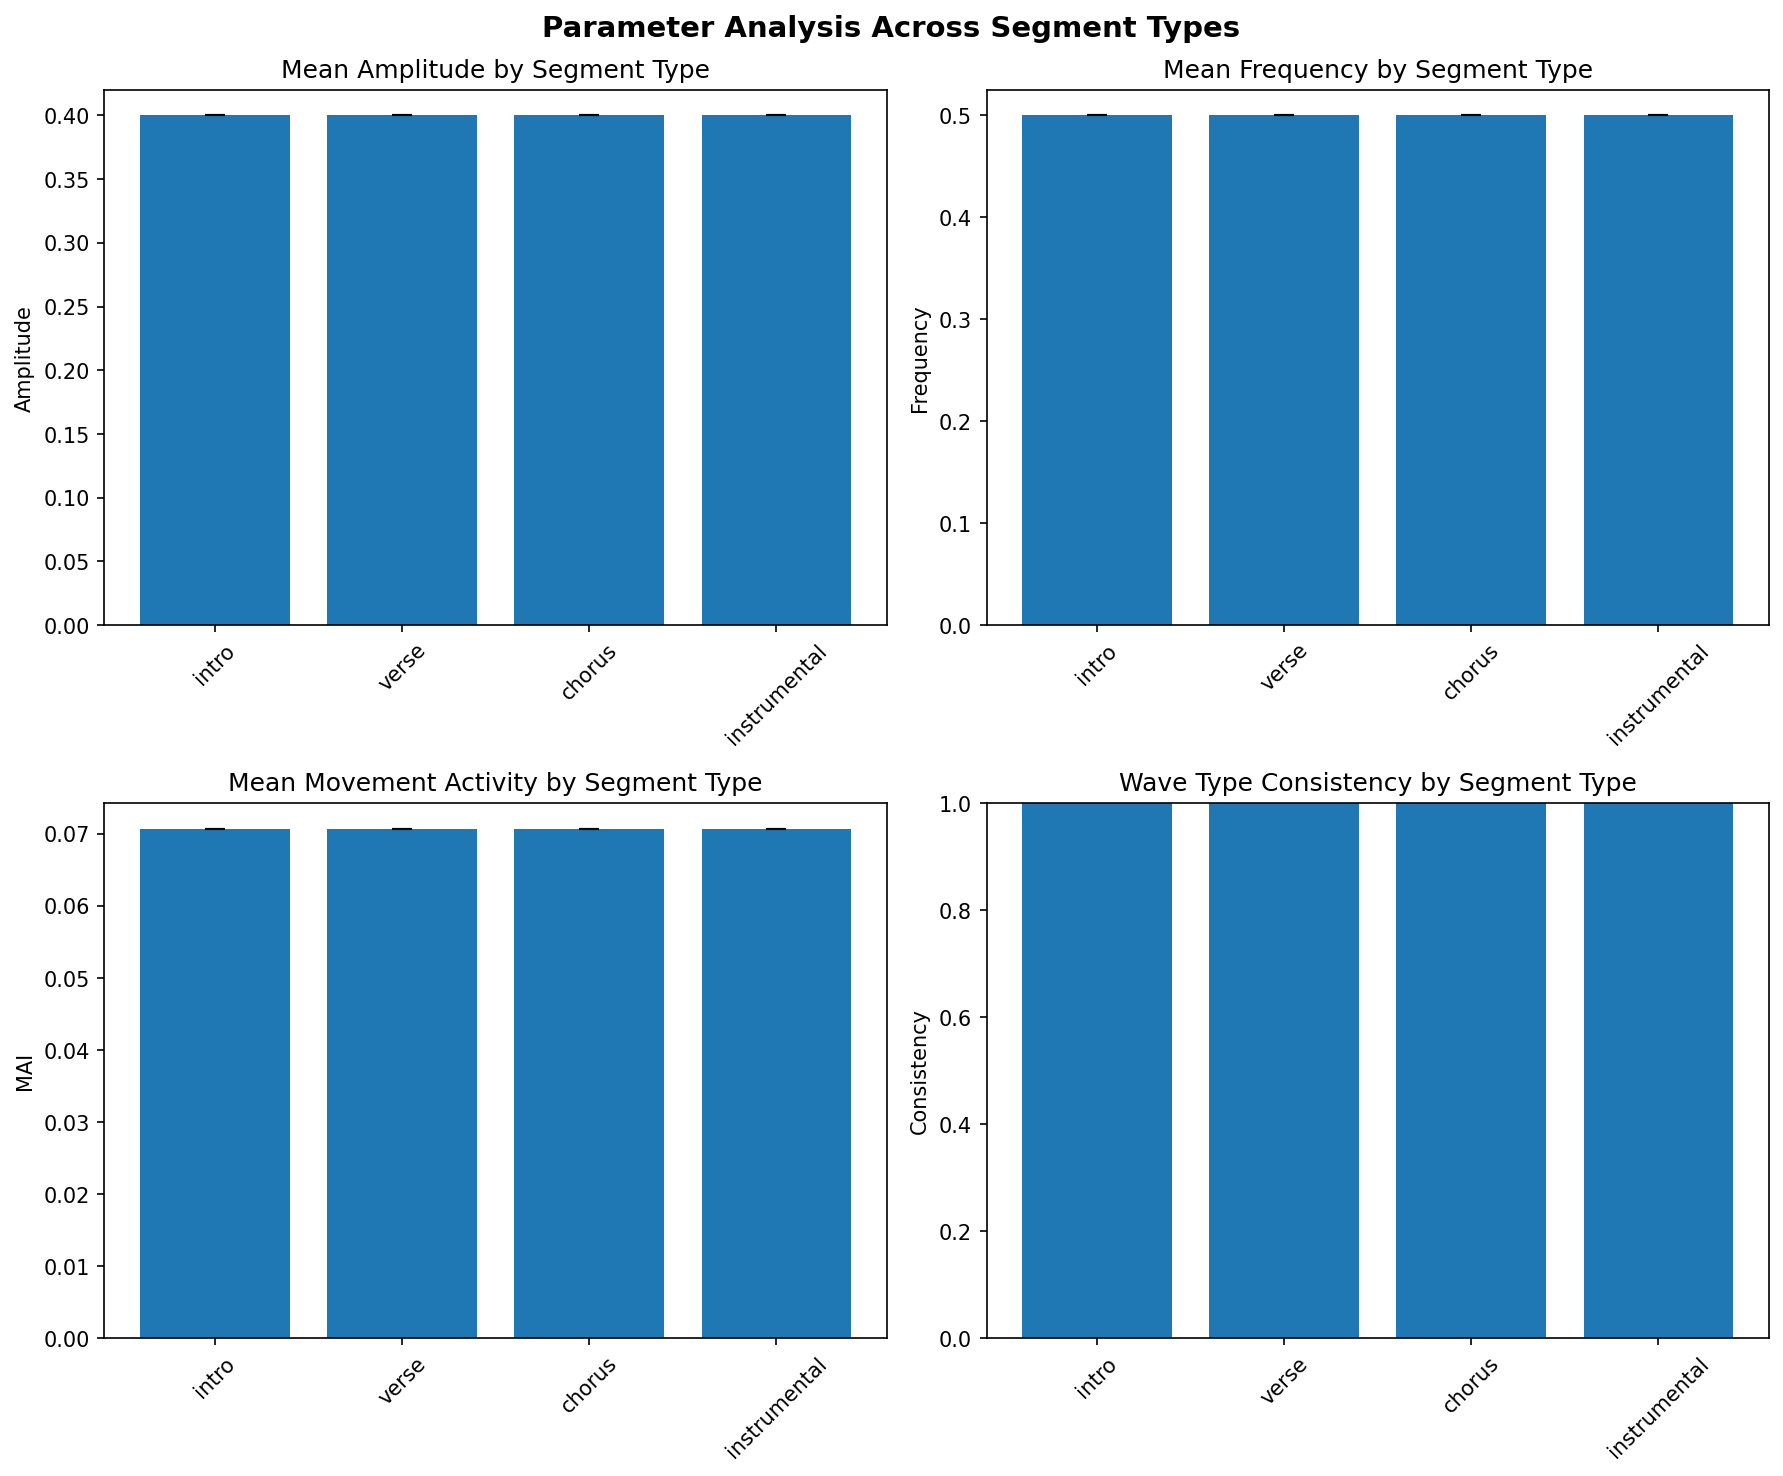 Parameter Analysis Across Segment Types
Mean Amplitude by Segment Type
Amplitude
0.40
0.35
0.30
0.25
0.20
0.15
0.10
0.05
0.00
intro
verse
chorus
instrumental
Mean Frequency by Segment Type
Frequency
0.5
0.4
0.3
0.2
0.1
0.0
intro
verse
chorus
instrumental
Mean Movement Activity by Segment Type
MAI
0.07
0.06
0.05
0.04
0.03
0.02
0.01
0.00
intro
verse
chorus
instrumental
Wave Type Consistency by Segment Type
Consistency
1.0
0.8
0.6
0.4
0.2
0.0
intro
verse
chorus
instrumental